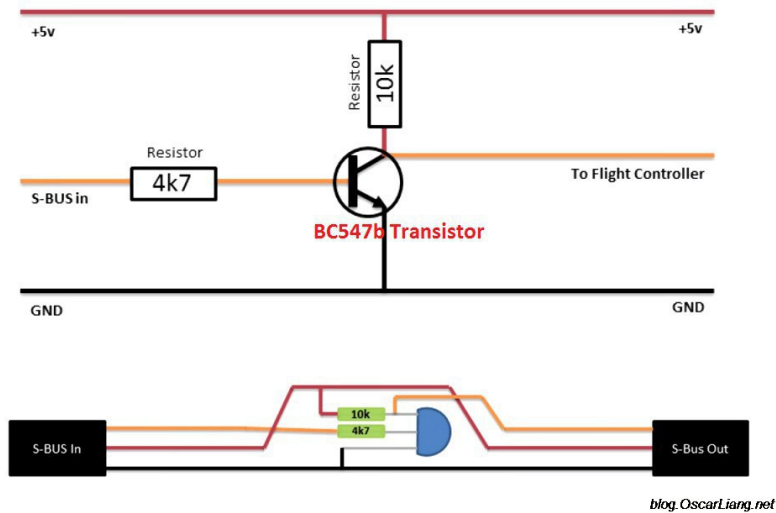 +5v
+5v
Resistor
10k
Resistor
4k7
To Flight Controller
S-BUS in
BC547b Transistor
GND
GND
10k
4k7
S-BUS In
S-Bus Out
blog.OscarLiang.net